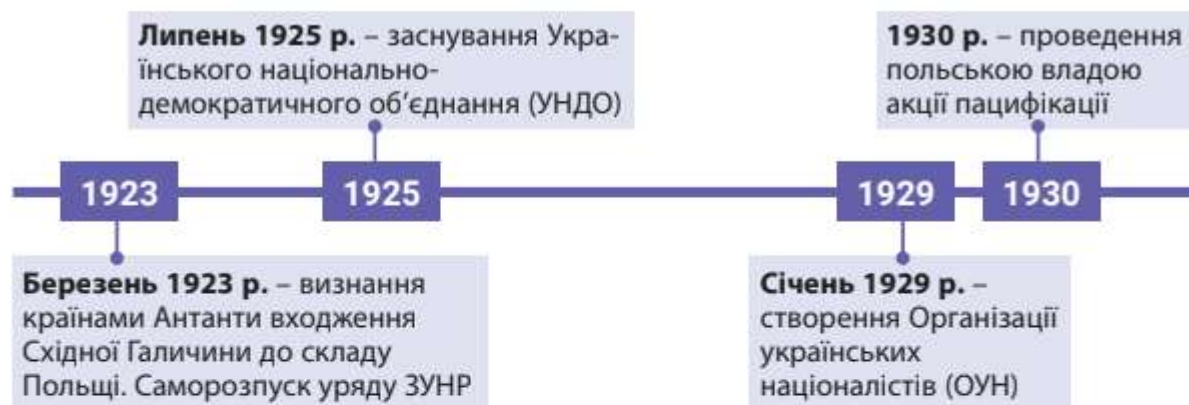 Липень 1925 р. – заснування Укра-
їнського національно-
демократичного об’єднання (УНДО)
1930 р. – проведення
польською владою
акції пацифікації
1923
1925
1929
1930
Березень 1923 р. – визнання
країнами Антанти входження
Східної Галичини до складу
Польщі. Саморозпуск уряду ЗУНР
Січень 1929 р. –
створення Організації
українських
націоналістів (ОУН)